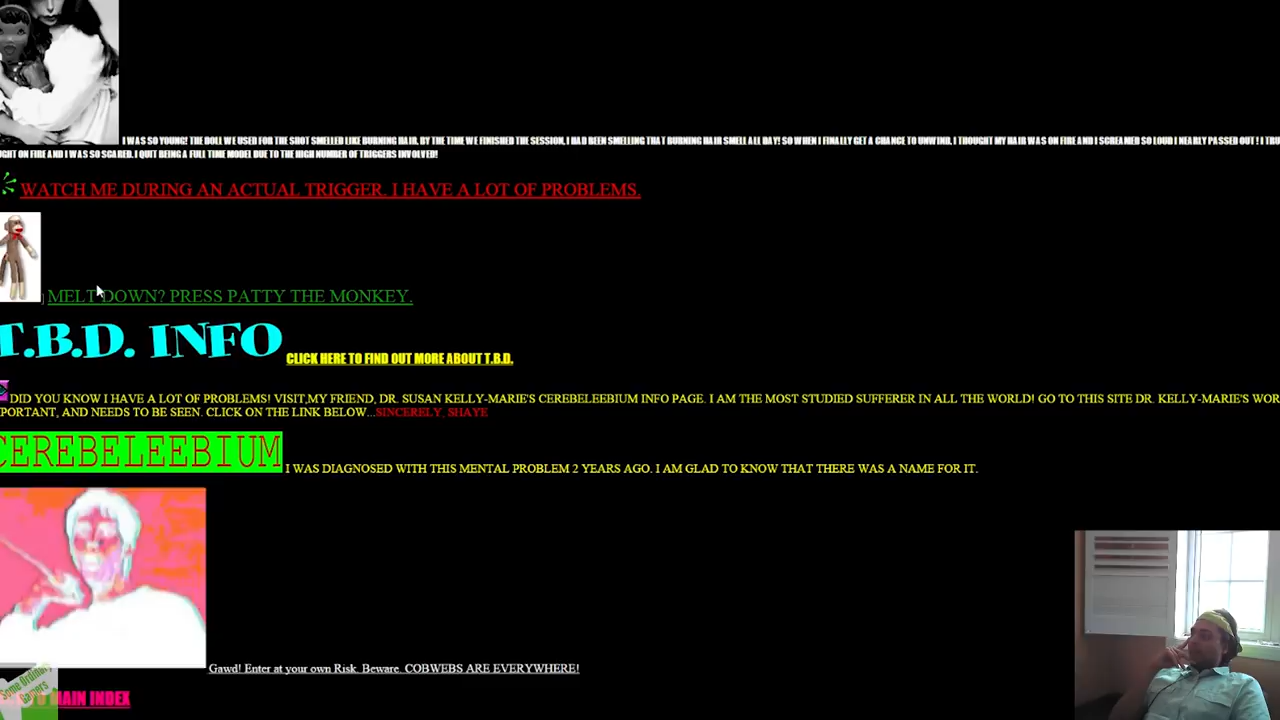 I WAS SO YOUNG! THE DOLL WE USED FOR THE SHOT SMELLED LIKE BURNING HAIR. BY THE TIME WE FINISHED THE SESSION, I HAD BEEN SMELLING THAT BURNING HAIR SMELL ALL DAY! SO WHEN I FINALLY GET A CHANCE TO UNWIND, I THOUGHT MY HAIR WAS ON FIRE AND I SCREAMED SO LOUD I NEARLY PASSED OUT! I
ON FIRE AND I WAS SO SCARED. I QUIT BEING A FULL TIME MODEL DUE TO THE HIGH NUMBER OF TRIGGERS INVOLVED!
WATCH ME DURING AN ACTUAL TRIGGER. I HAVE A LOT OF PROBLEMS.
MELT DOWN? PRESS PATTY THE MONKEY.
T.B.D. INFO CLICK HERE TO FIND OUT MORE ABOUT T.B.D.
DID YOU KNOW I HAVE A LOT OF PROBLEMS! VISIT,MY FRIEND, DR. SUSAN KELLY-MARIE'S CEREBELEEBIUM INFO PAGE. I AM THE MOST STUDIED SUFFERER IN ALL THE WORLD! GO TO THIS SITE DR. KELLY-MARIE'S WOR
PORTANT, AND NEEDS TO BE SEEN. CLICK ON THE LINK BELOW...SINCERELY, SHAYE
CEREBELEEBIUM I WAS DIAGNOSED WITH THIS MENTAL PROBLEM 2 YEARS AGO. I AM GLAD TO KNOW THAT THERE WAS A NAME FOR IT.
Gawd! Enter at your own Risk. Beware. COBWEBS ARE EVERYWHERE!
Some Ordinary Gamers
MAIN INDEX